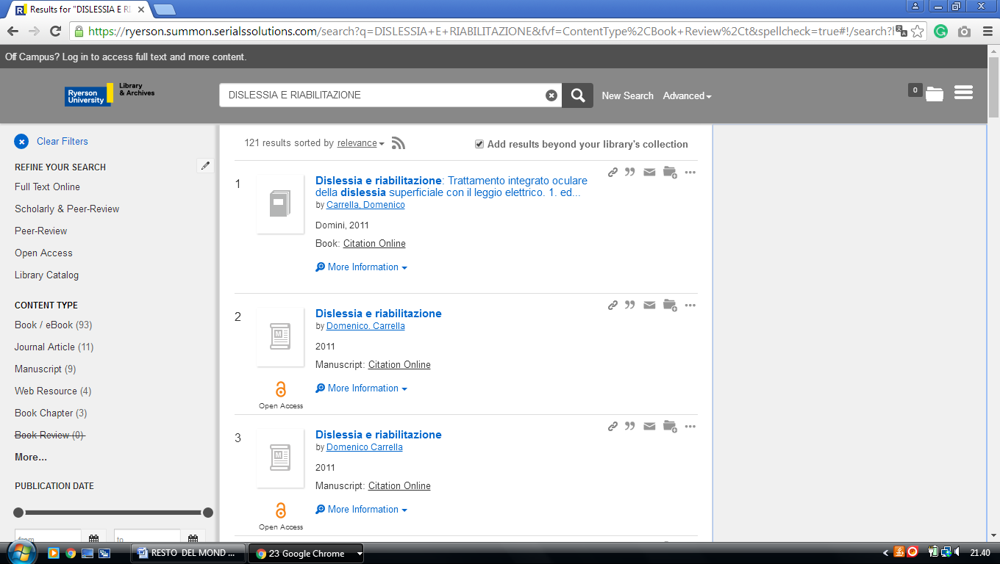 Results for "DISLESSIA E RI
https://ryerson.summon.serialssolutions.com/search?q=DISLESSIA+E+RIABILITAZIONE&fvf=ContentType%2CBook+Review%2Ct&spellcheck=true#!/search?l
Off Campus? Log in to access full text and more content.
Ryerson University
Library & Archives
DISLESSIA E RIABILITAZIONE
New Search
Advanced
0
Clear Filters
REFINE YOUR SEARCH
Full Text Online
Scholarly & Peer-Review
Peer-Review
Open Access
Library Catalog
CONTENT TYPE
Book / eBook (93)
Journal Article (11)
Manuscript (9)
Web Resource (4)
Book Chapter (3)
Book Review (0)
More...
PUBLICATION DATE
from
to
121 results sorted by relevance
Add results beyond your library's collection
1
Dislessia e riabilitazione: Trattamento integrato oculare
della dislessia superficiale con il leggio elettrico. 1. ed...
by Carrella, Domenico
Domini, 2011
Book: Citation Online
More Information
2
Dislessia e riabilitazione
by Domenico. Carrella
2011
Manuscript: Citation Online
More Information
Open Access
3
Dislessia e riabilitazione
by Domenico Carrella
2011
Manuscript: Citation Online
More Information
Open Access
RESTO DEL MOND ...
23 Google Chrome
21.40